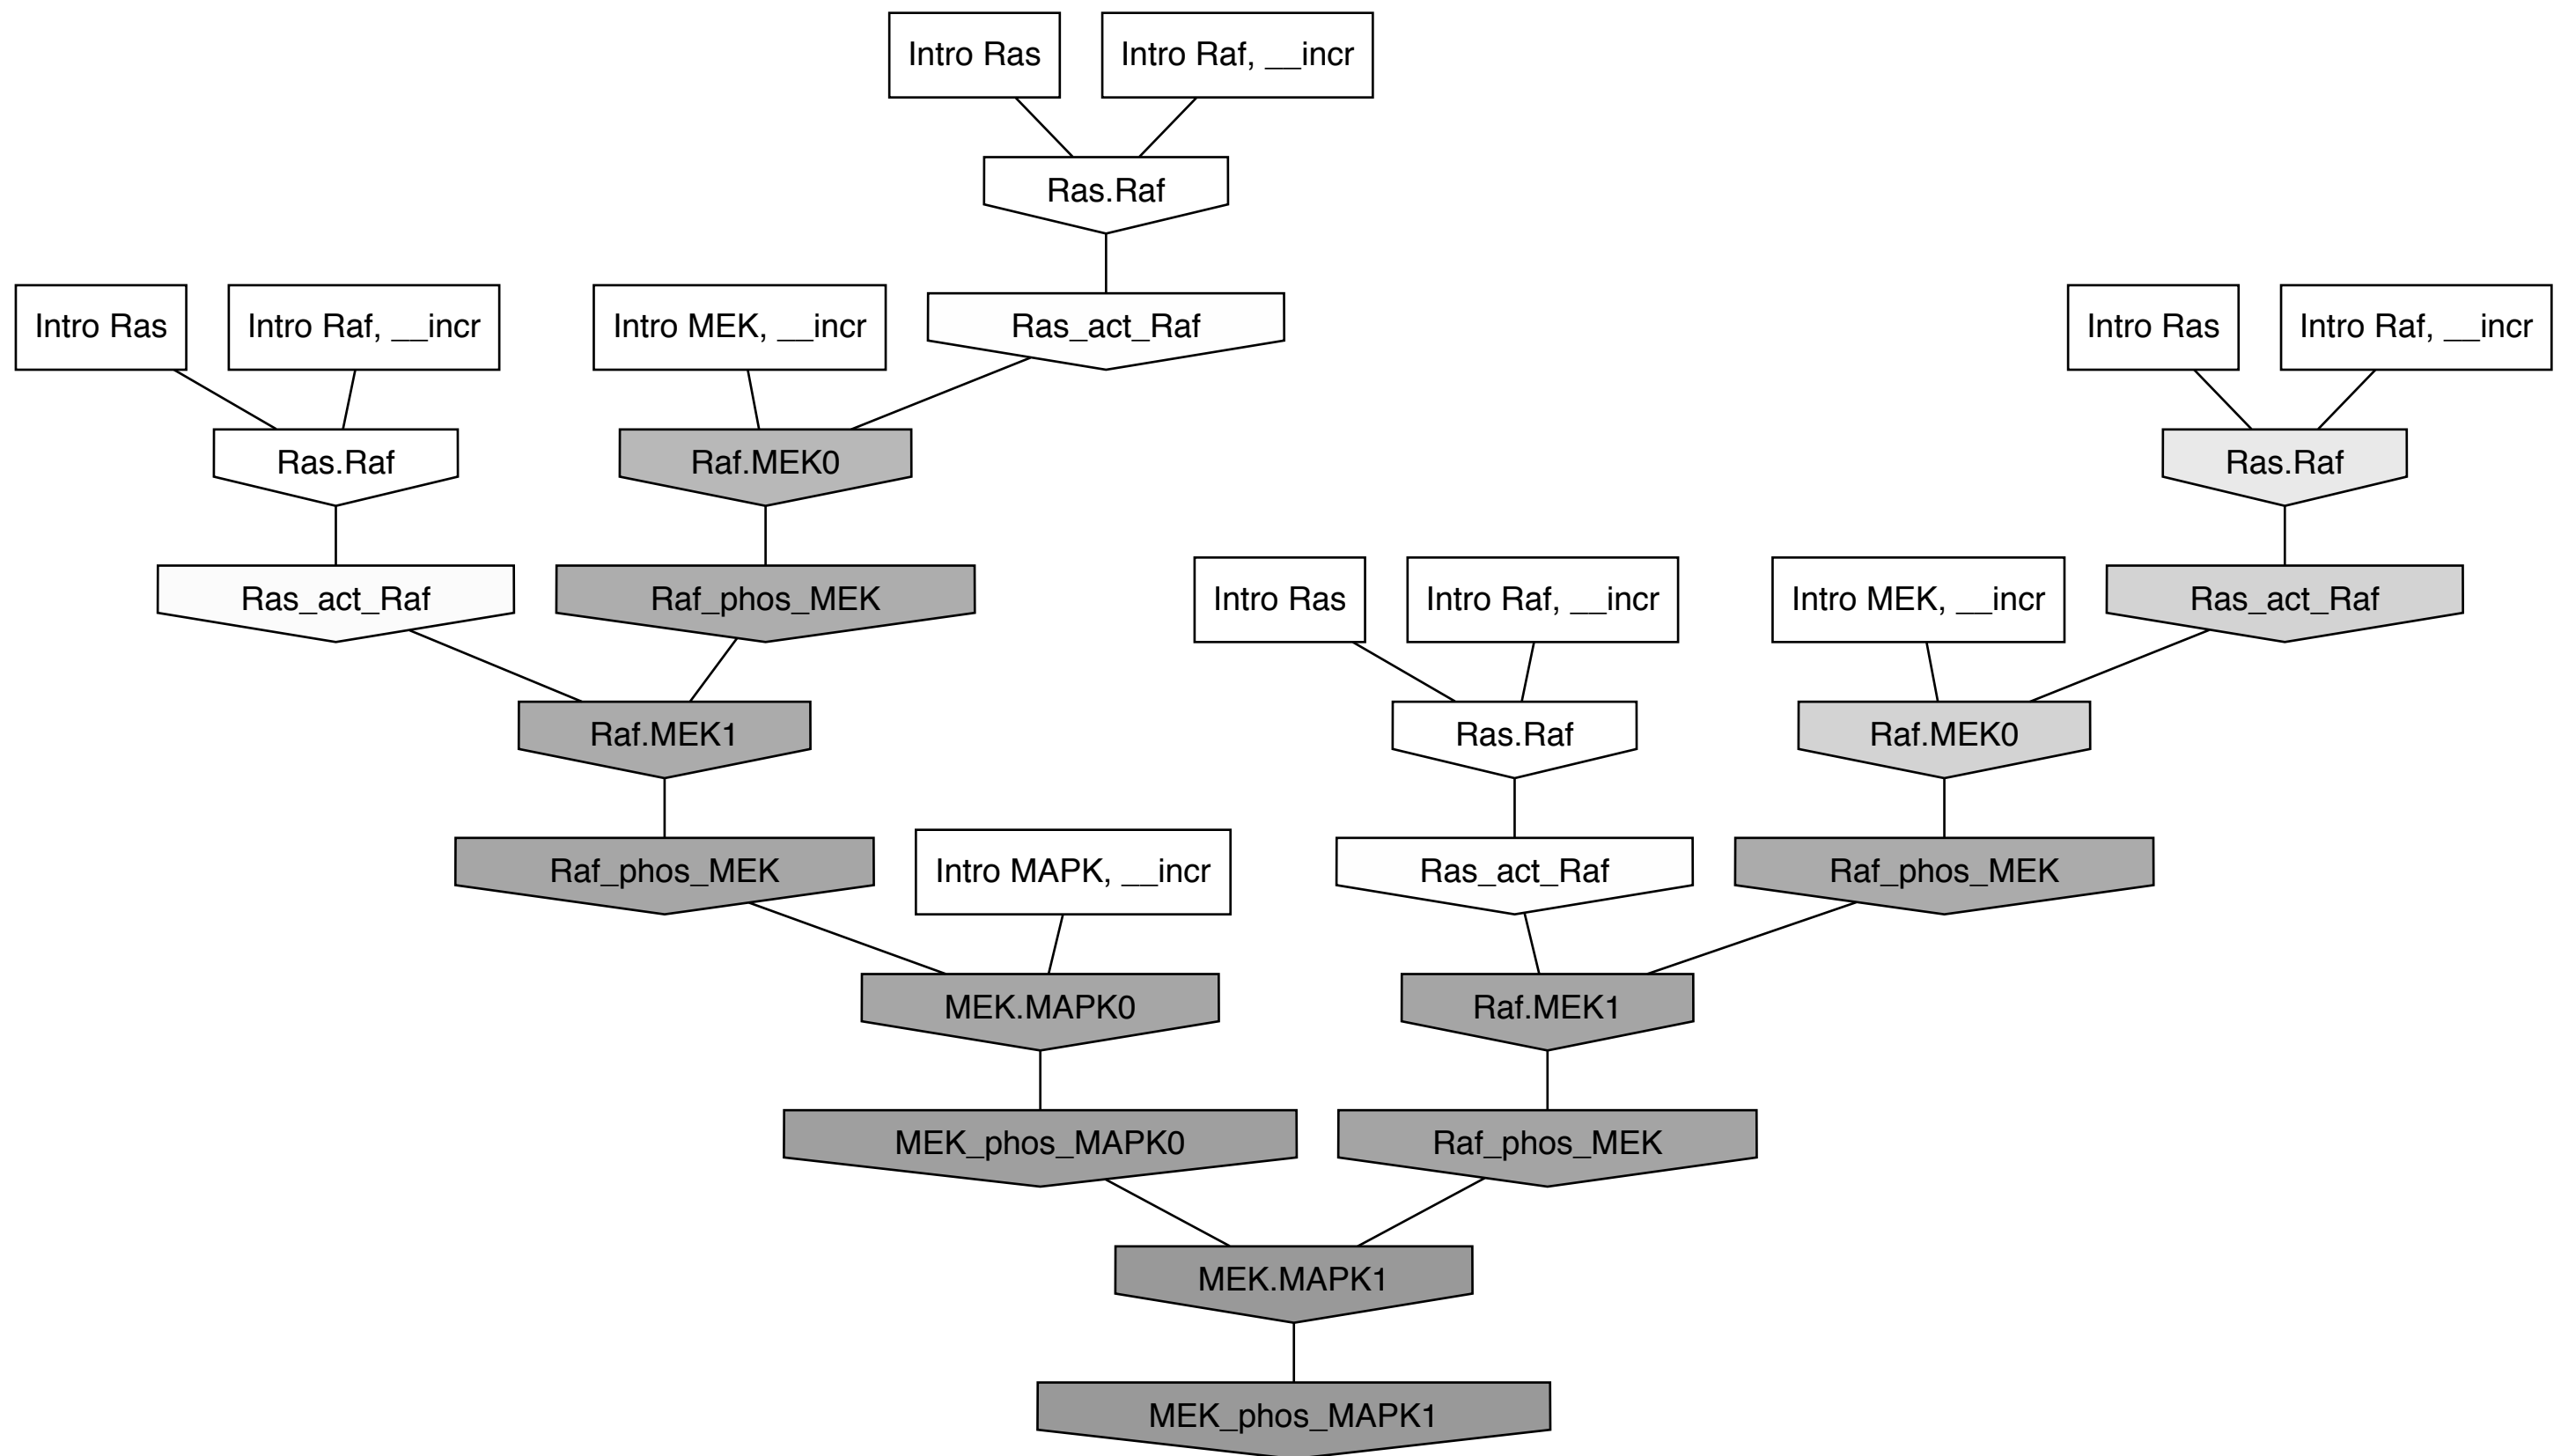 Intro Ras
Intro Raf, __incr
Ras.Raf
Intro Ras
Intro Raf, __incr
Intro MEK, __incr
Ras_act_Raf
Intro Ras
Intro Raf, __incr
Ras.Raf
Raf.MEK0
Ras.Raf
Ras_act_Raf
Raf_phos_MEK
Intro Ras
Intro Raf, __incr
Intro MEK, __incr
Ras_act_Raf
Raf.MEK1
Ras.Raf
Raf.MEK0
Raf_phos_MEK
Intro MAPK, __incr
Ras_act_Raf
Raf_phos_MEK
MEK.MAPK0
Raf.MEK1
MEK_phos_MAPK0
Raf_phos_MEK
MEK.MAPK1
MEK_phos_MAPK1